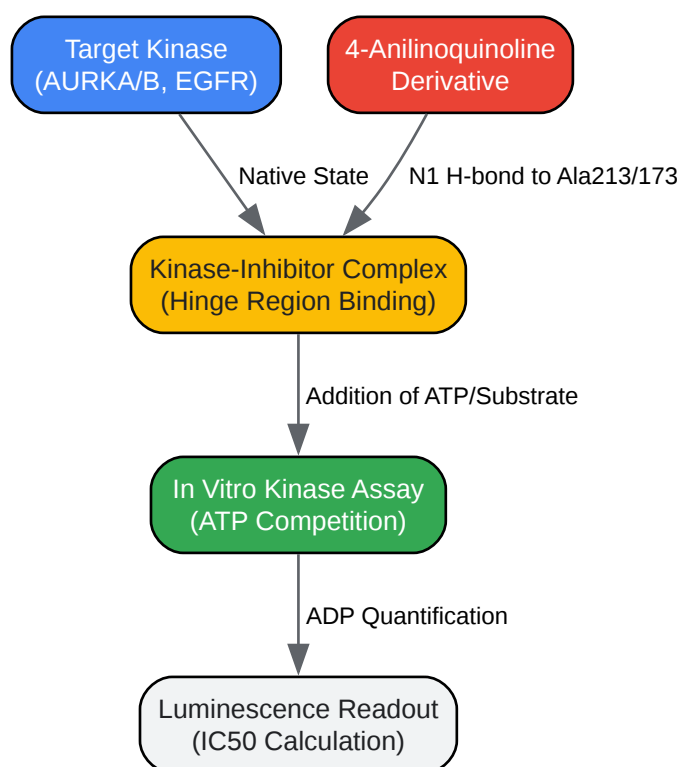 Target Kinase
(AURKA/B, EGFR)
4-Anilinoquinoline
Derivative
Native State
N1 H-bond to Ala213/173
Kinase-Inhibitor Complex
(Hinge Region Binding)
Addition of ATP/Substrate
In Vitro Kinase Assay
(ATP Competition)
ADP Quantification
Luminescence Readout
(IC50 Calculation)